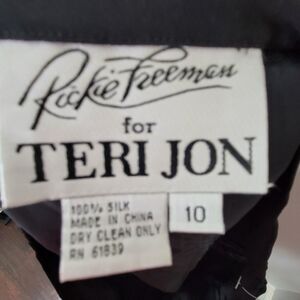 Rickie Freeman
for
TERI JON
100% SILK
MADE IN CHINA
DRY CLEAN ONLY
RN 61839
10